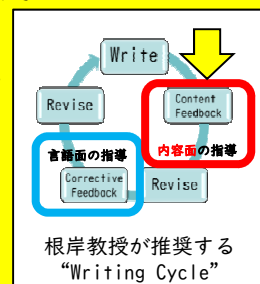 Write
Content
Feedback
内容面の指導
Revise
Corrective
Feedback
言語面の指導
Revise
根岸教授が推奨する
“Writing Cycle”